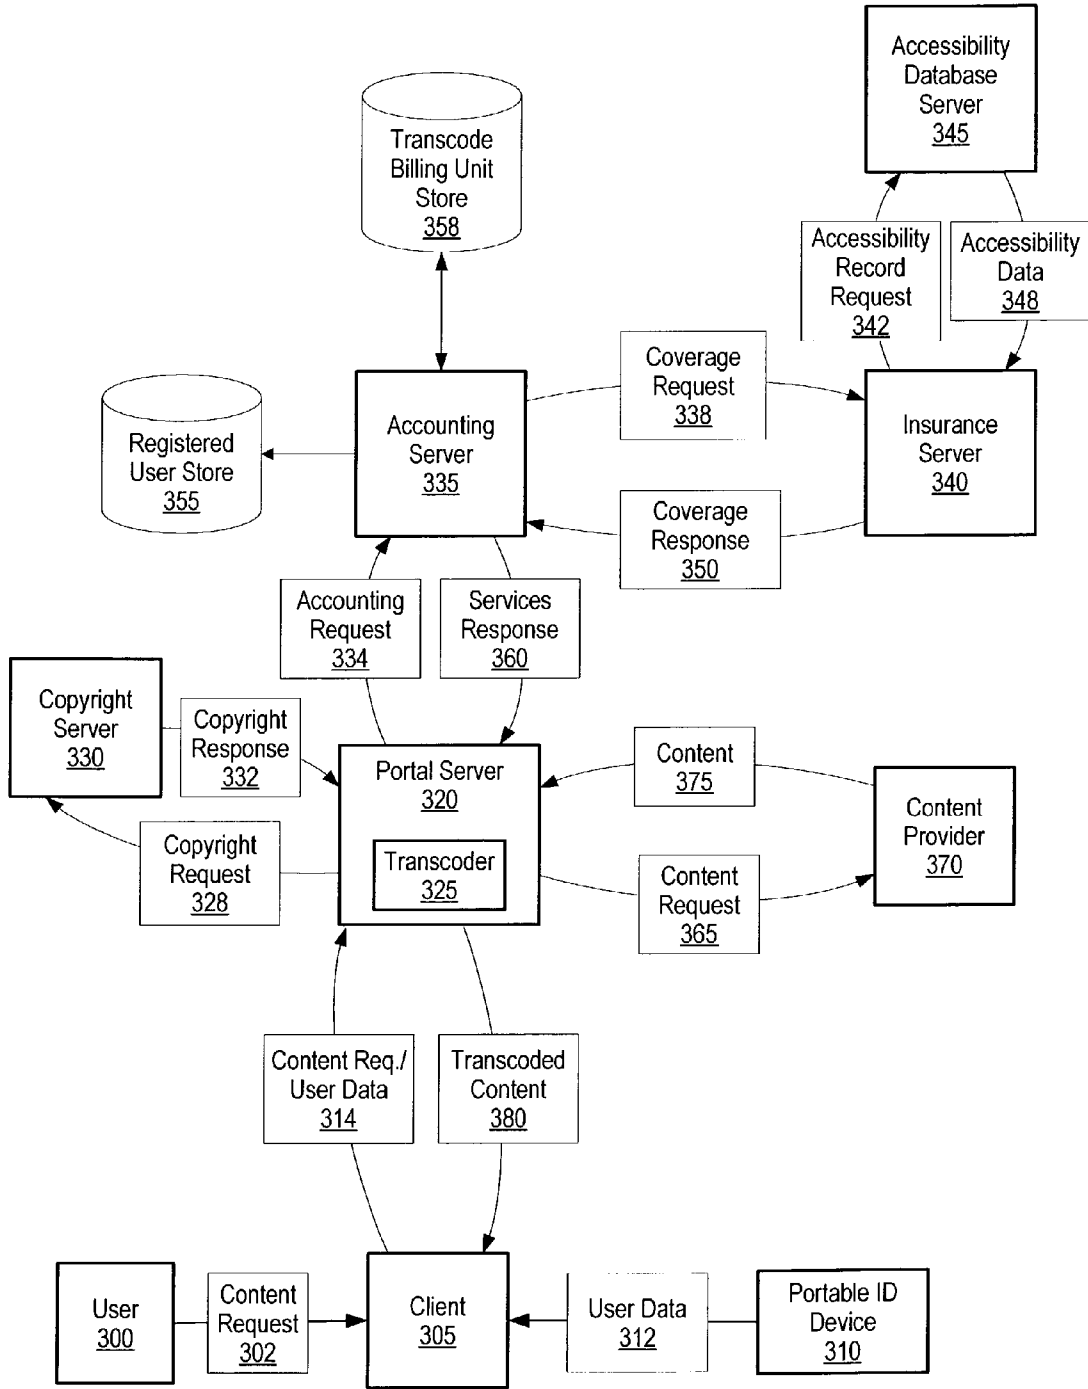 Accessibility
Database
Server
345
Transcode
Billing Unit
Store
358
Accessibility
Record
Request
342
Accessibility
Data
348
Coverage
Request
338
Registered
User Store
355
Accounting
Server
335
Insurance
Server
340
Coverage
Response
350
Accounting
Request
334
Services
Response
360
Copyright
Server
330
Copyright
Response
332
Portal Server
320
Content
375
Content
Provider
370
Copyright
Request
328
Transcoder
325
Content
Request
365
Content Req./
User Data
314
Transcoded
Content
380
User
300
Content
Request
302
Client
305
User Data
312
Portable ID
Device
310